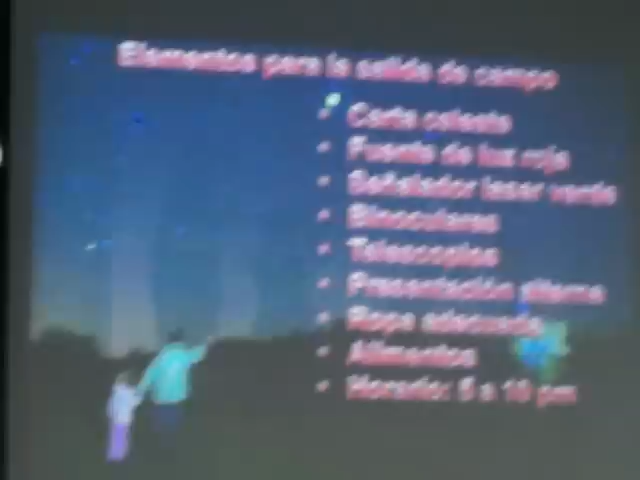 Elementos para la salida de campo
• Carta celeste
• Fuente de luz roja
• Señalador laser verde
• Binoculares
• Telescopios
• Presentación alterna
• Ropa adecuada
• Alimentos
• Horario: 5 a 10 pm